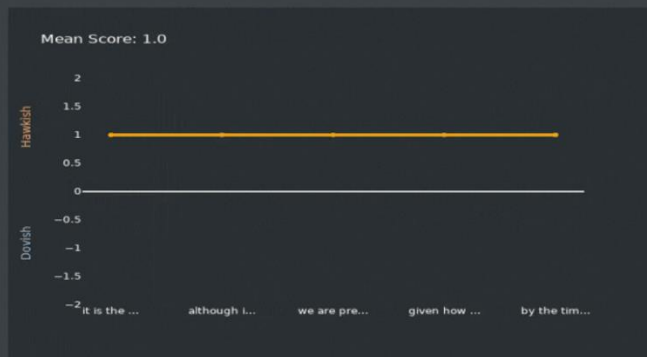 Mean Score: 1.0
2
1.5
1
0.5
0
−0.5
−1
−1.5
−2
Hawkish
Dovish
it is the ... although i... we are pre... given how ... by the tim...